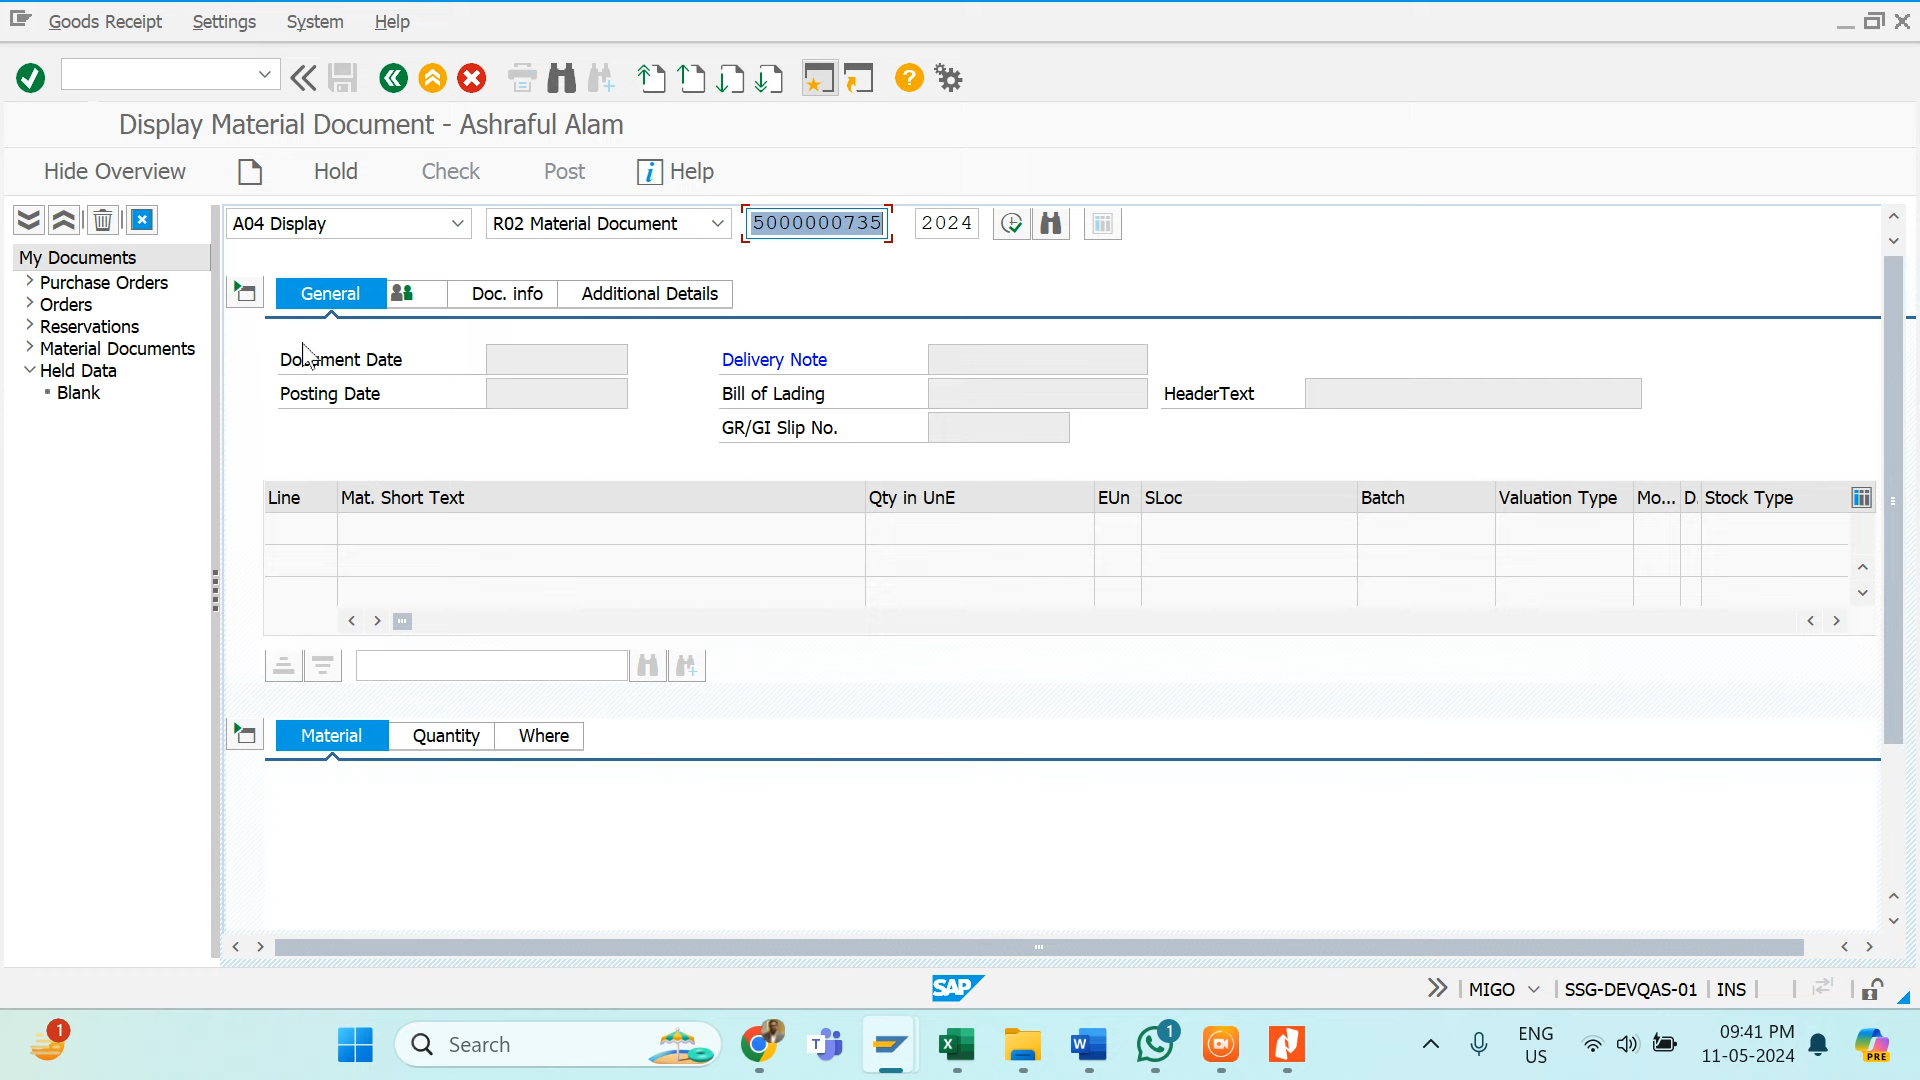 Goods Receipt Settings System Help
Display Material Document - Ashraful Alam
Hide Overview Hold Check Post i Help
A04 Display R02 Material Document 5000000735 2024
My Documents
Purchase Orders
Orders
Reservations
Material Documents
Held Data
Blank
General Doc. info Additional Details
Document Date Delivery Note
Posting Date Bill of Lading HeaderText
GR/GI Slip No.
Line Mat. Short Text Qty in UnE EUn SLoc Batch Valuation Type Mo... D. Stock Type
Material Quantity Where
SAP MIGO SSG-DEVQAS-01 INS
1 Search 1 ENG
US 09:41 PM
11-05-2024 PRE